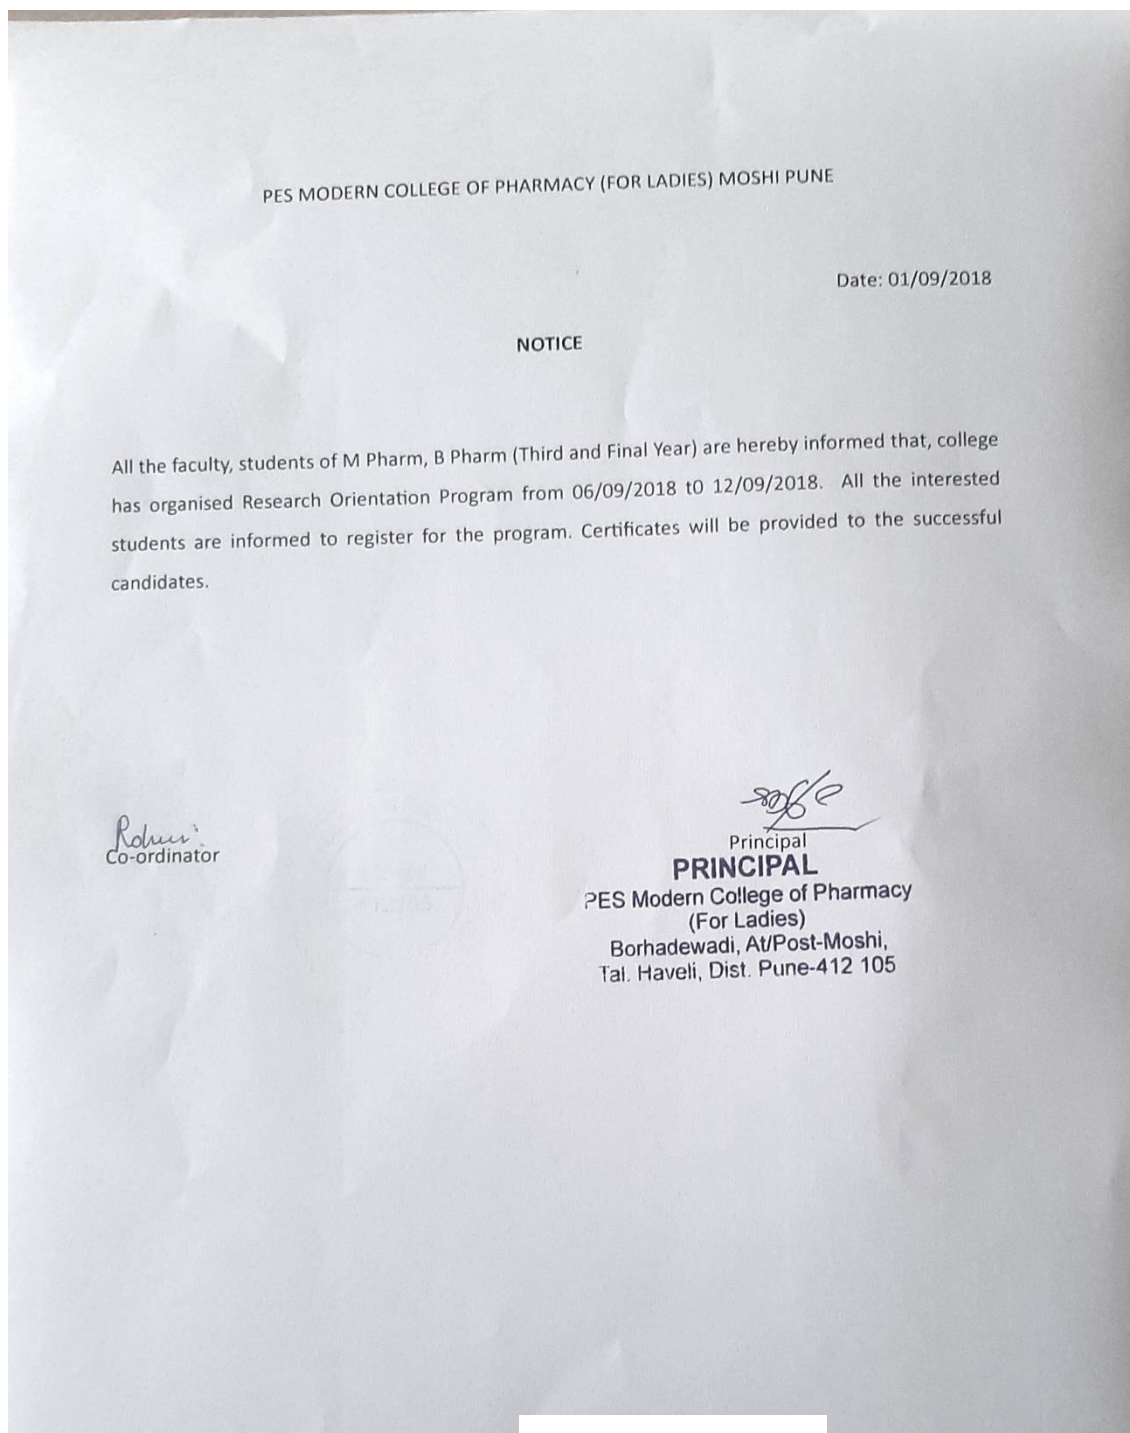 PES MODERN COLLEGE OF PHARMACY (FOR LADIES) MOSHI PUNE
Date: 01/09/2018
NOTICE
All the faculty, students of M Pharm, B Pharm (Third and Final Year) are hereby informed that, college
has organised Research Orientation Program from 06/09/2018 t0 12/09/2018. All the interested
students are informed to register for the program. Certificates will be provided to the successful
candidates.
Co-ordinator
Principal
PRINCIPAL
PES Modern College of Pharmacy
(For Ladies)
Borhadewadi, At/Post-Moshi,
Tal. Haveli, Dist. Pune-412 105